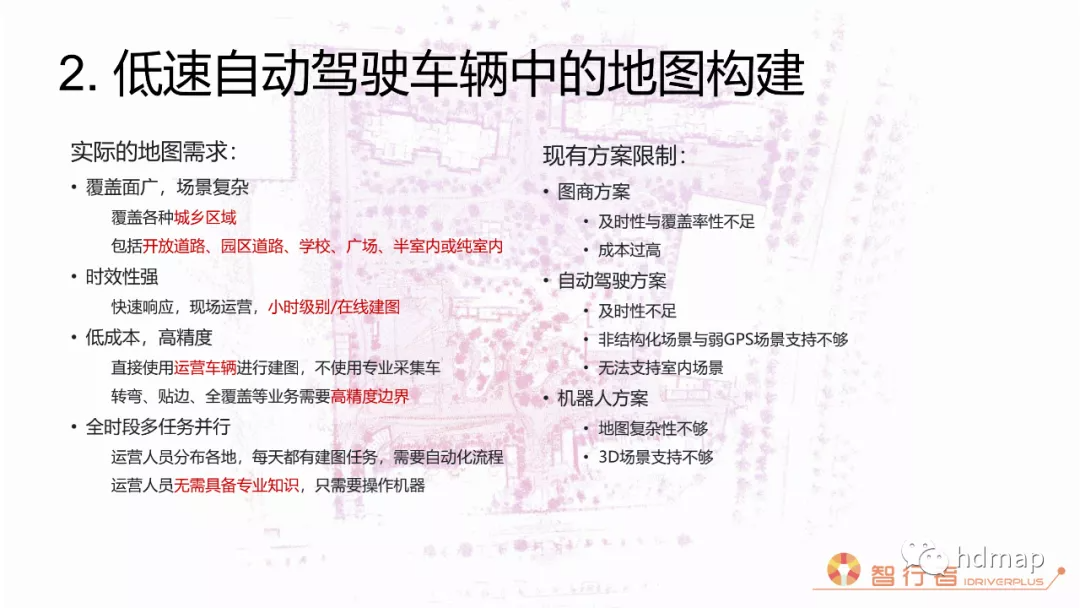 2. 低速自动驾驶车辆中的地图构建
实际的地图需求：
• 覆盖面广，场景复杂
覆盖各种城乡区域
包括开放道路、园区道路、学校、广场、半室内或纯室内
• 时效性强
快速响应，现场运营，小时级别/在线建图
• 低成本，高精度
直接使用运营车辆进行建图，不使用专业采集车
转弯、贴边、全覆盖等业务需要高精度边界
• 全时段多任务并行
运营人员分布各地，每天都有建图任务，需要自动化流程
运营人员无需具备专业知识，只需要操作机器
现有方案限制：
• 图商方案
• 及时性与覆盖率性不足
• 成本过高
• 自动驾驶方案
• 及时性不足
• 非结构化场景与弱GPS场景支持不够
• 无法支持室内场景
• 机器人方案
• 地图复杂性不够
• 3D场景支持不够
hdmap
智行者
IDRIVERPLUS